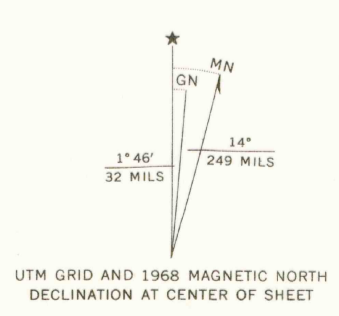 MN
GN
14°
249 MILS
1° 46′
32 MILS
UTM GRID AND 1968 MAGNETIC NORTH
DECLINATION AT CENTER OF SHEET